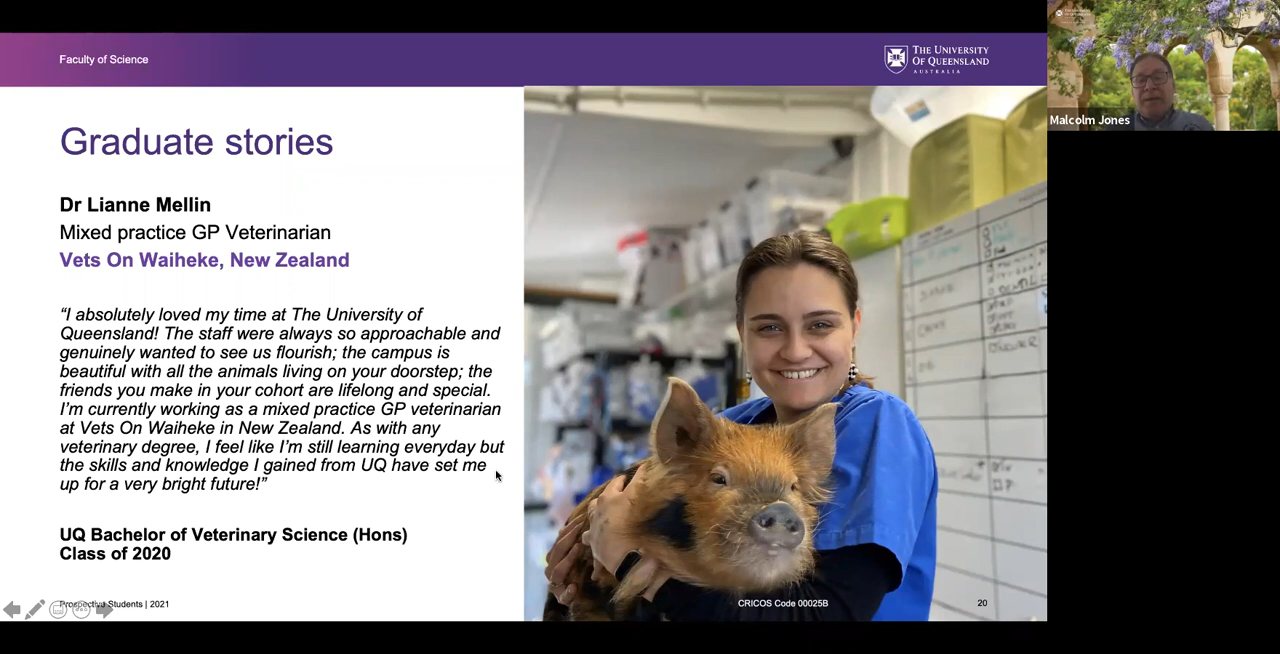 Faculty of Science
THE UNIVERSITY
OF QUEENSLAND
AUSTRALIA
Malcolm Jones
Graduate stories
Dr Lianne Mellin
Mixed practice GP Veterinarian
Vets On Waiheke, New Zealand
“I absolutely loved my time at The University of
Queensland! The staff were always so approachable and
genuinely wanted to see us flourish; the campus is
beautiful with all the animals living on your doorstep; the
friends you make in your cohort are lifelong and special.
I’m currently working as a mixed practice GP veterinarian
at Vets On Waiheke in New Zealand. As with any
veterinary degree, I feel like I’m still learning everyday but
the skills and knowledge I gained from UQ have set me
up for a very bright future!”
UQ Bachelor of Veterinary Science (Hons)
Class of 2020
Prospective Students | 2021
CRICOS Code 00025B
20